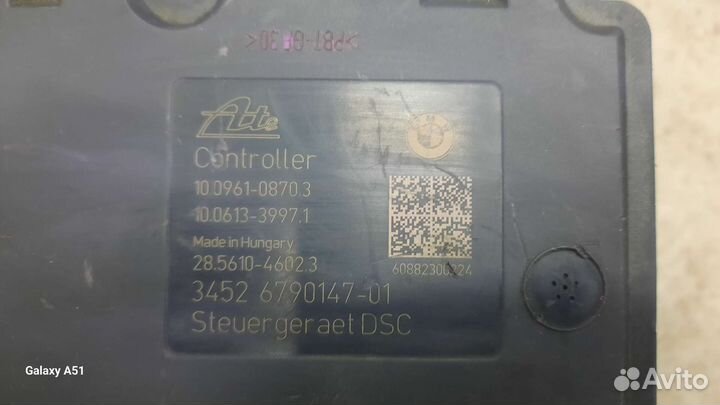 >PBT-GF30<
Ate
Controller
10.0961-0870.3
10.0613-3997.1
Made in Hungary
28.5610-4602.3
60882300224
3452 6790147-01
Steuergeraet DSC
Galaxy A51
Avito